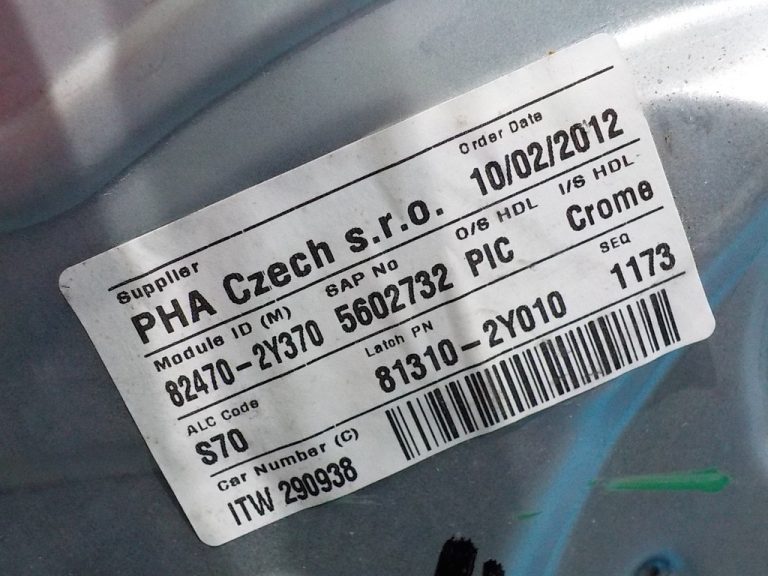 Supplier Order Date
PHA Czech s.r.o. 10/02/2012
Module ID (M) SAP No O/S HDL I/S HDL
82470-2Y370 5602732 PIC Crome
ALC Code Latch PN SEQ
S70 81310-2Y010 1173
Car Number (C)
ITW 290938